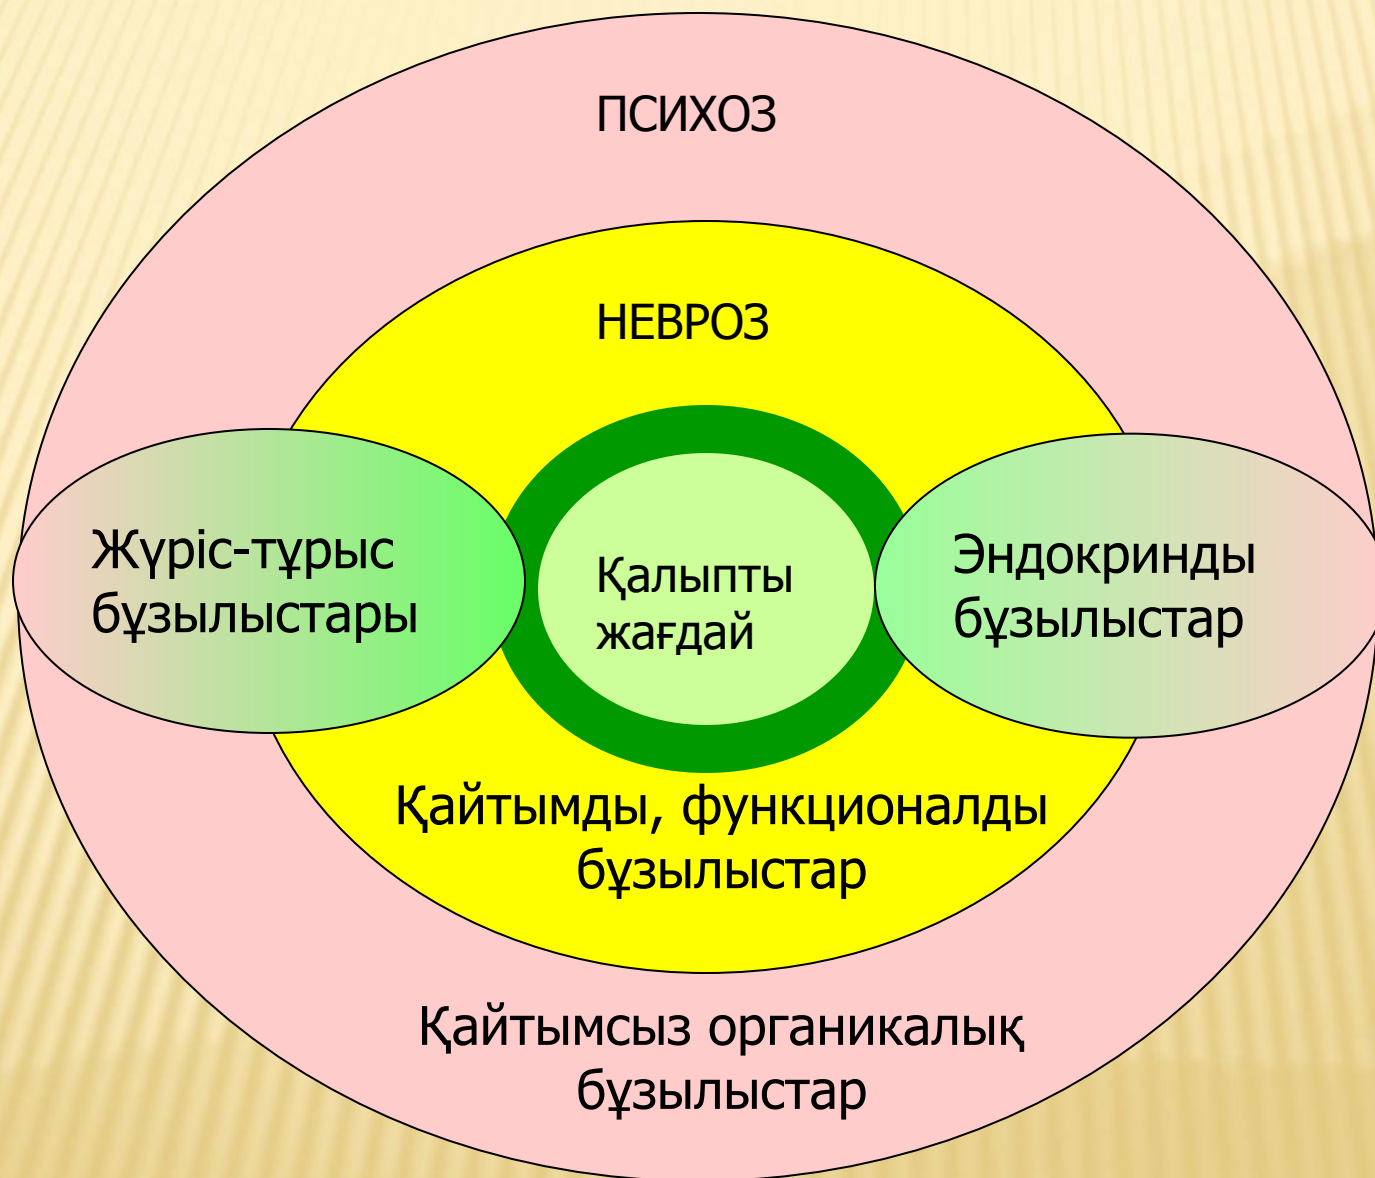 ПСИХОЗ
НЕВРОЗ
Жүріс-тұрыс
бұзылыстары
Қалыпты
жағдай
Эндокринды
бұзылыстар
Қайтымды, функционалды
бұзылыстар
Қайтымсыз органикалық
бұзылыстар